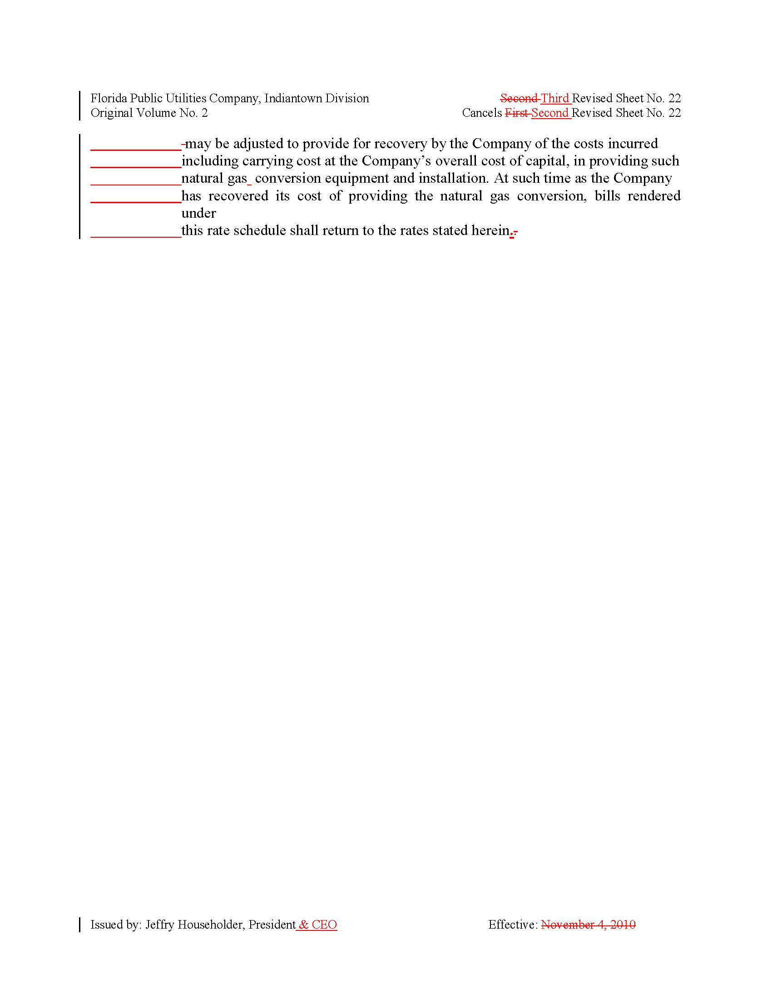 Florida Public Utilities Company, Indiantown Division Second Third Revised Sheet No. 22
Original Volume No. 2 Cancels First Second Revised Sheet No. 22
may be adjusted to provide for recovery by the Company of the costs incurred
including carrying cost at the Company’s overall cost of capital, in providing such
natural gas conversion equipment and installation. At such time as the Company
has recovered its cost of providing the natural gas conversion, bills rendered
under
this rate schedule shall return to the rates stated herein.
Issued by: Jeffry Householder, President & CEO Effective: November 4, 2010